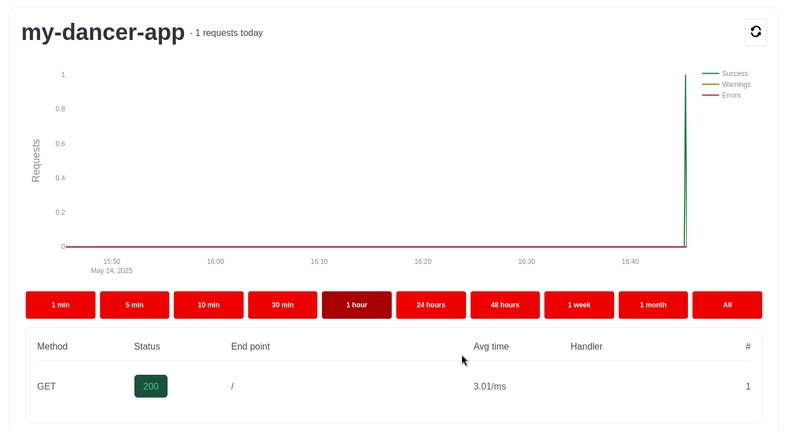 my-dancer-app - 1 requests today
1
0.8
0.6
0.4
0.2
0
Requests
15:50
May 14, 2025
16:00
16:10
16:20
16:30
16:40
Success
Warnings
Errors
1 min 5 min 10 min 30 min 1 hour 24 hours 48 hours 1 week 1 month All
Method Status End point Avg time Handler #
GET 200 / 3.01/ms 1